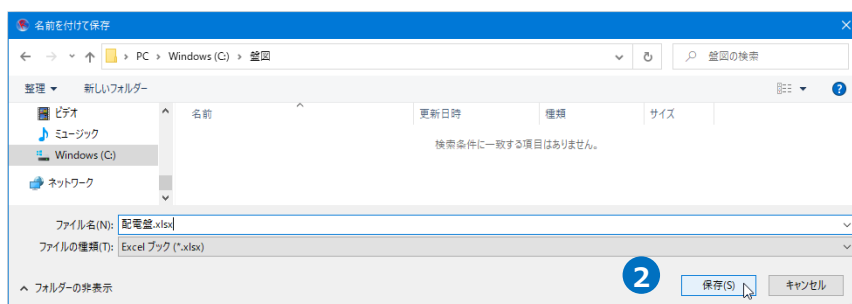 名前を付けて保存
PC › Windows (C:) › 盤図
盤図の検索
整理 新しいフォルダー
ビデオ
ミュージック
Windows (C:)
ネットワーク
名前 更新日時 種類 サイズ
検索条件に一致する項目はありません。
ファイル名(N): 配電盤.xlsx
ファイルの種類(T): Excel ブック (*.xlsx)
フォルダーの非表示
2
保存(S) キャンセル